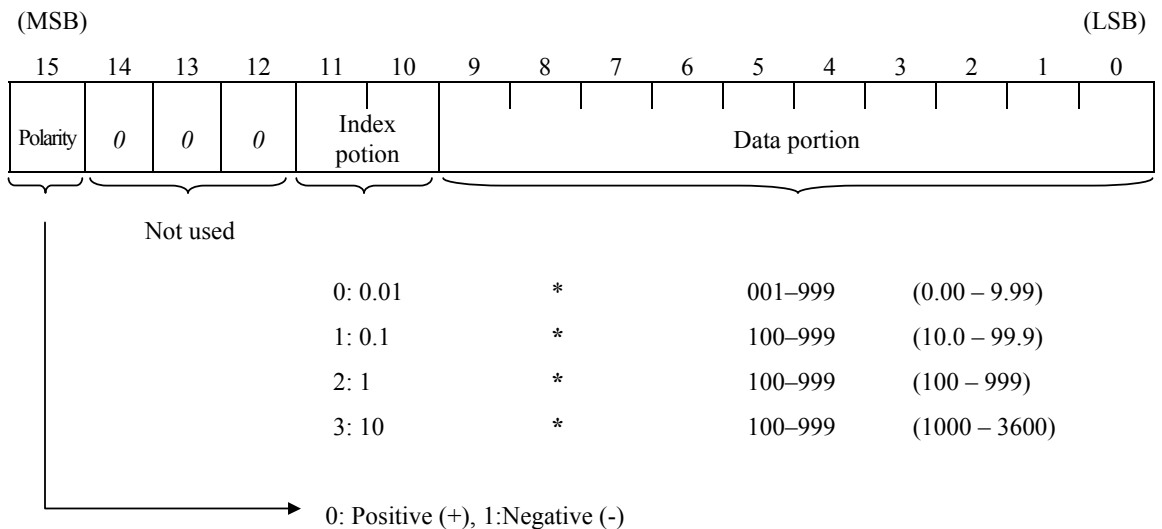 (MSB) (LSB)
15 14 13 12 11 10 9 8 7 6 5 4 3 2 1 0
Polarity 0 0 0 Index potion Data portion
Not used
0: 0.01 * 001–999 (0.00 – 9.99)
1: 0.1 * 100–999 (10.0 – 99.9)
2: 1 * 100–999 (100 – 999)
3: 10 * 100–999 (1000 – 3600)
0: Positive (+), 1:Negative (-)